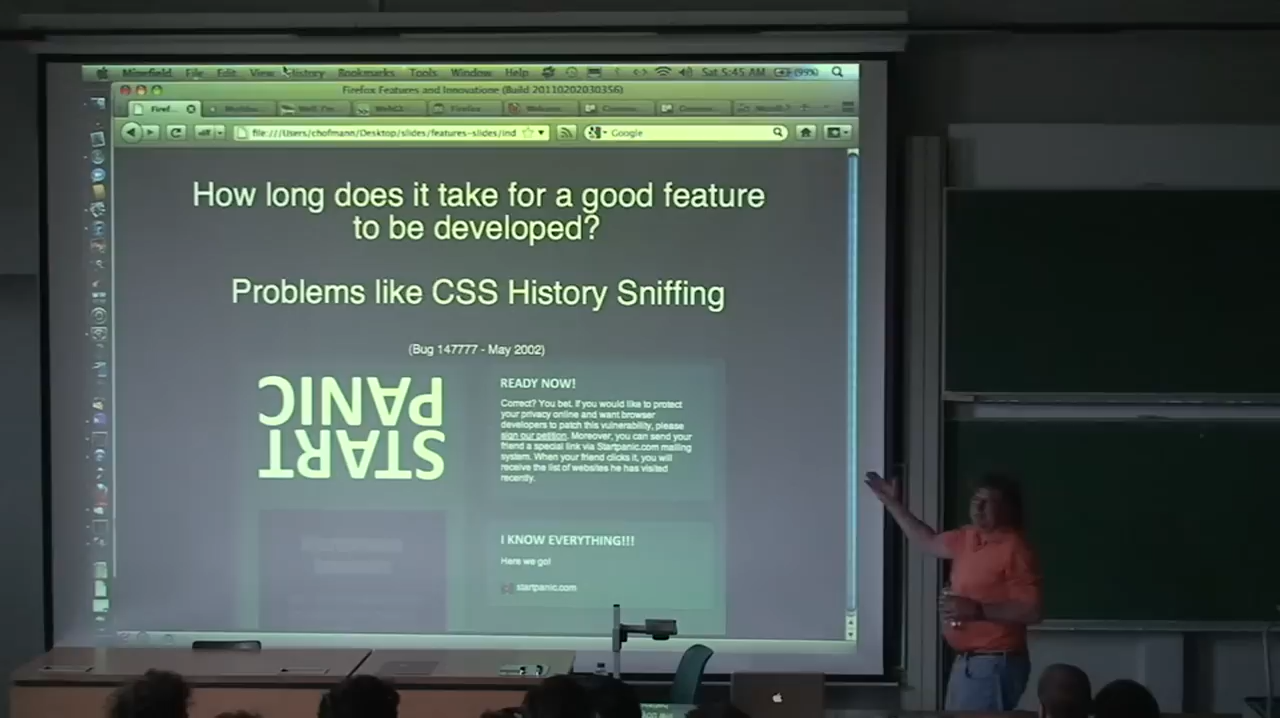 Minefield File Edit View History Bookmarks Tools Window Help Sat 5:45 AM (99%)
Firefox Features and Innovations (Build 20110202030356)
Firef...
Firefox
file:///Users/chofmann/Desktop/slides/features-slides/ind
Google
How long does it take for a good feature
to be developed?
Problems like CSS History Sniffing
(Bug 147777 - May 2002)
START
PANIC
READY NOW!
Correct? You bet. If you would like to protect
your privacy online and want browser
developers to patch this vulnerability, please
sign our petition. Moreover, you can send your
friend a special link via Startpanic.com mailing
system. When your friend clicks it, you will
receive the list of websites he has visited
recently.
I KNOW EVERYTHING!!!
Here we go!
startpanic.com